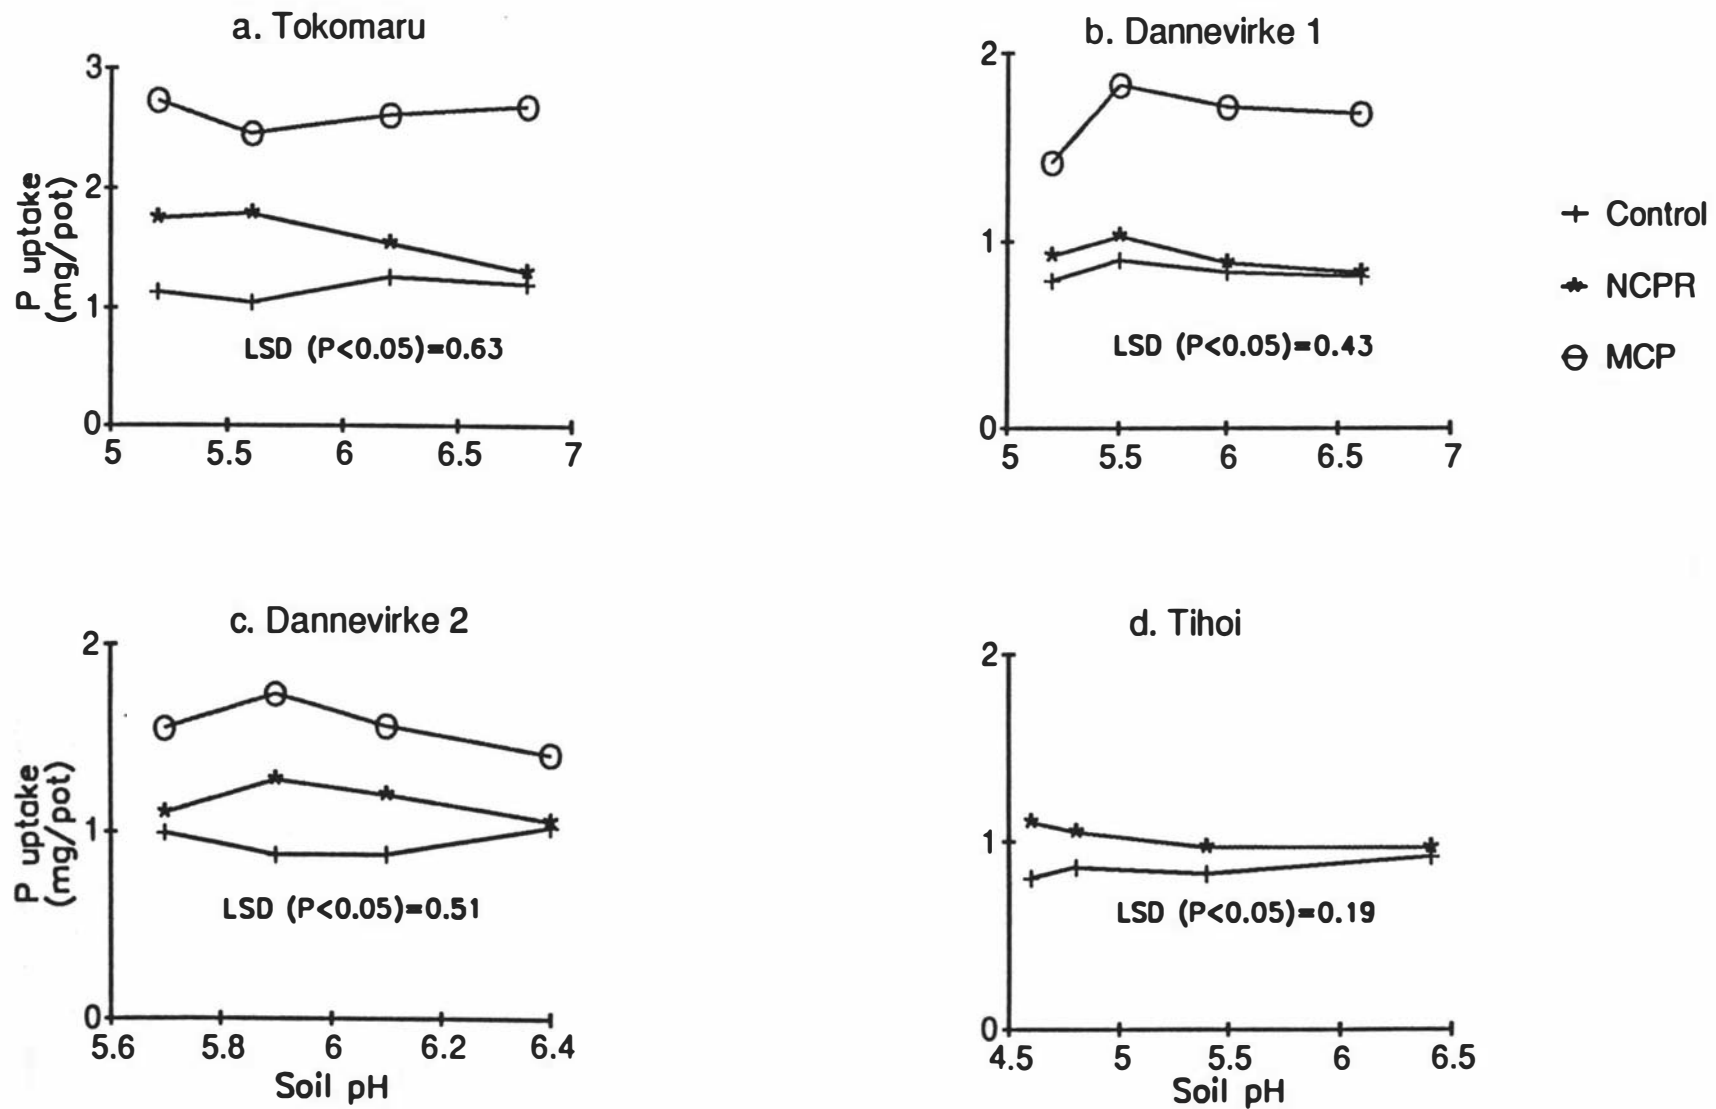 a. Tokomaru
3
2
1
0
P uptake
(mg/pot)
LSD (P<0.05)=0.63
5 5.5 6 6.5 7
b. Dannevirke 1
2
1
0
LSD (P<0.05)=0.43
5 5.5 6 6.5 7
Control
NCPR
MCP
c. Dannevirke 2
2
1
0
P uptake
(mg/pot)
LSD (P<0.05)=0.51
5.6 5.8 6 6.2 6.4
Soil pH
d. Tihoi
2
1
0
LSD (P<0.05)=0.19
4.5 5 5.5 6 6.5
Soil pH